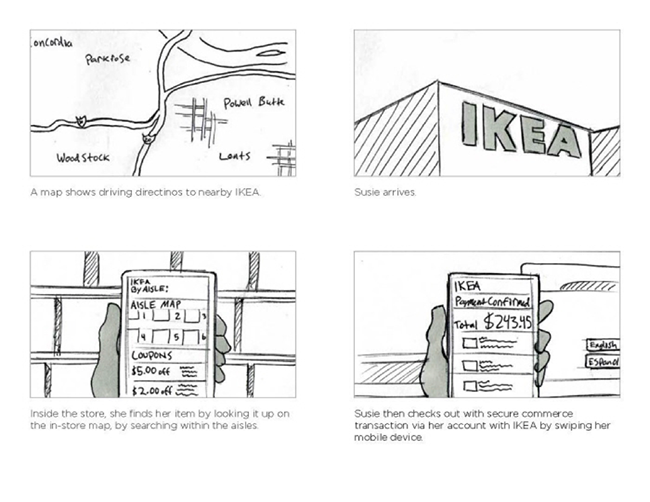 oncordia
Parkrose
Powell Butte
Woodstock
Lents
A map shows driving directinos to nearby IKEA.
IKEA
Susie arrives.
IKEA
By AISLE:
AISLE MAP
1 2 3
4 5 6
COUPONS
$5.00 off
$2.00 off
Inside the store, she finds her item by looking it up on
the in-store map, by searching within the aisles.
IKEA
Payment Confirmed
Total $243.45
English
Espanol
Susie then checks out with secure commerce
transaction via her account with IKEA by swiping her
mobile device.